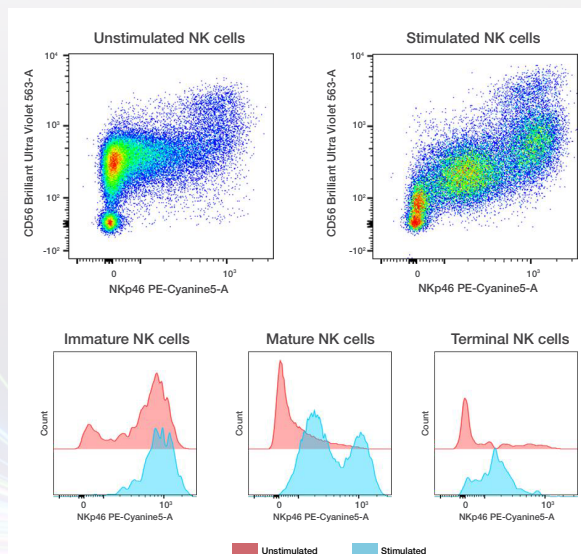 Unstimulated NK cells
Stimulated NK cells
CD56 Brilliant Ultra Violet 563-A
10⁴
10³
10²
-10²
0
10³
NKp46 PE-Cyanine5-A
CD56 Brilliant Ultra Violet 563-A
10⁴
10³
10²
-10²
0
10³
NKp46 PE-Cyanine5-A
Immature NK cells
Mature NK cells
Terminal NK cells
Count
0
10³
NKp46 PE-Cyanine5-A
Count
0
10³
NKp46 PE-Cyanine5-A
Count
0
10³
NKp46 PE-Cyanine5-A
Unstimulated
Stimulated